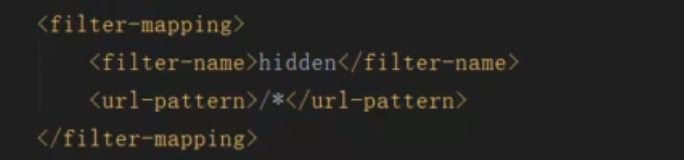 <filter-mapping>
<filter-name>hidden</filter-name>
<url-pattern>/*</url-pattern>
</filter-mapping>